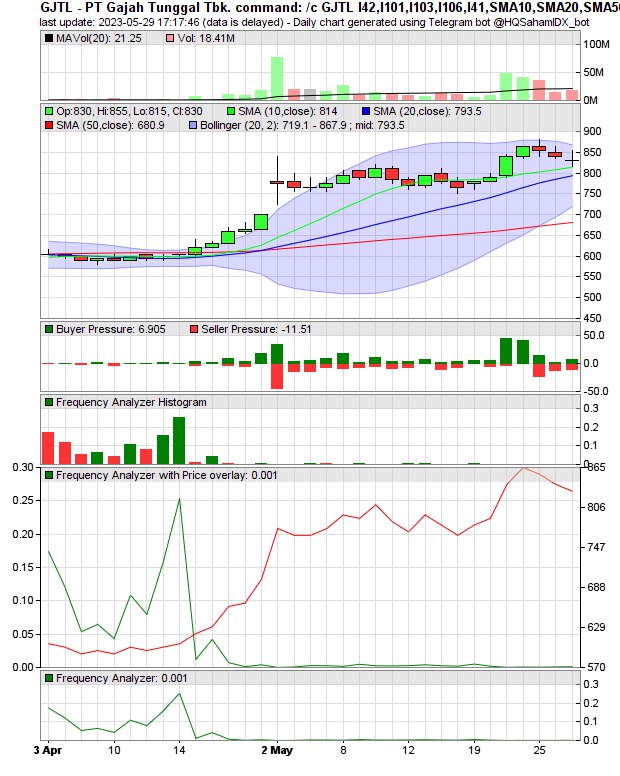 GJTL - PT Gajah Tunggal Tbk. command: /c GJTL I42,I101,I103,I106,I41,SMA10,SMA20,SMA50
last update: 2023-05-29 17:17:46 (data is delayed) - Daily chart generated using Telegram bot @HQSahamIDX_bot
MAVol(20): 21.25 Vol: 18.41M
100M
50M
0M
Op:830, Hi:855, Lo:815, Cl:830 SMA (10,close): 814 SMA (20,close): 793.5
SMA (50,close): 680.9 Bollinger (20, 2): 719.1 - 867.9; mid: 793.5
900
850
800
750
700
650
600
550
500
450
Buyer Pressure: 6.905 Seller Pressure: -11.51
50.0
0.0
-50.0
Frequency Analyzer Histogram
0.3
0.2
0.1
0.0
Frequency Analyzer with Price overlay: 0.001
0.30 865
0.25 806
0.20 747
0.15 688
0.10 629
0.05
0.00 570
Frequency Analyzer: 0.001
0.3
0.2
0.1
0.0
3 Apr 10 14 2 May 8 12 19 25